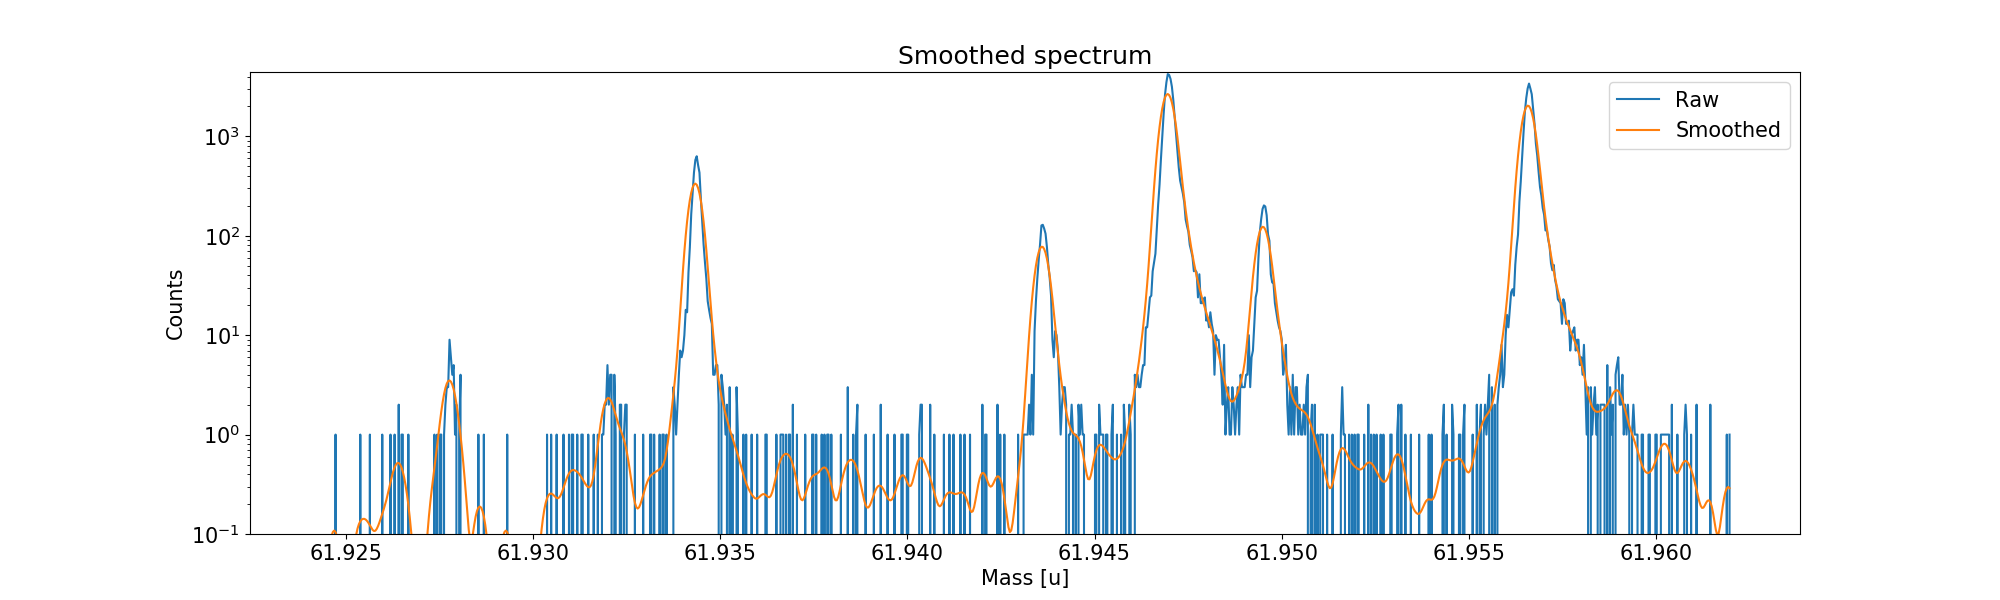 Smoothed spectrum
Raw
Smoothed
Counts
10³
10²
10¹
10⁰
10⁻¹
61.925 61.930 61.935 61.940 61.945 61.950 61.955 61.960
Mass [u]